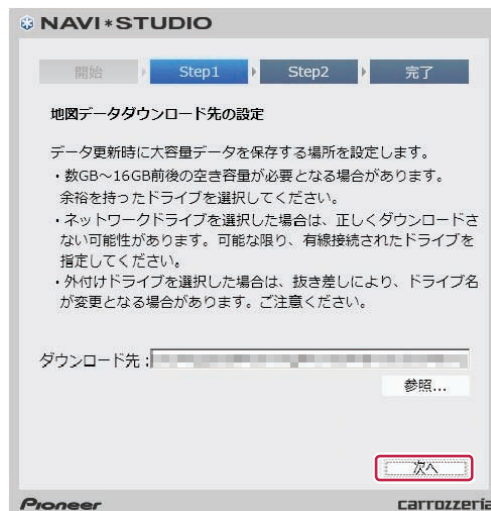 NAVI*STUDIO
開始 Step1 Step2 完了
地図データダウンロード先の設定
データ更新時に大容量データを保存する場所を設定します。
・数GB～16GB前後の空き容量が必要となる場合があります。
余裕を持ったドライブを選択してください。
・ネットワークドライブを選択した場合は、正しくダウンロードさ
ない可能性があります。可能な限り、有線接続されたドライブを
指定してください。
・外付けドライブを選択した場合は、抜き差しにより、ドライブ名
が変更となる場合があります。ご注意ください。
ダウンロード先：
参照...
次へ
Pioneer carrozzeria